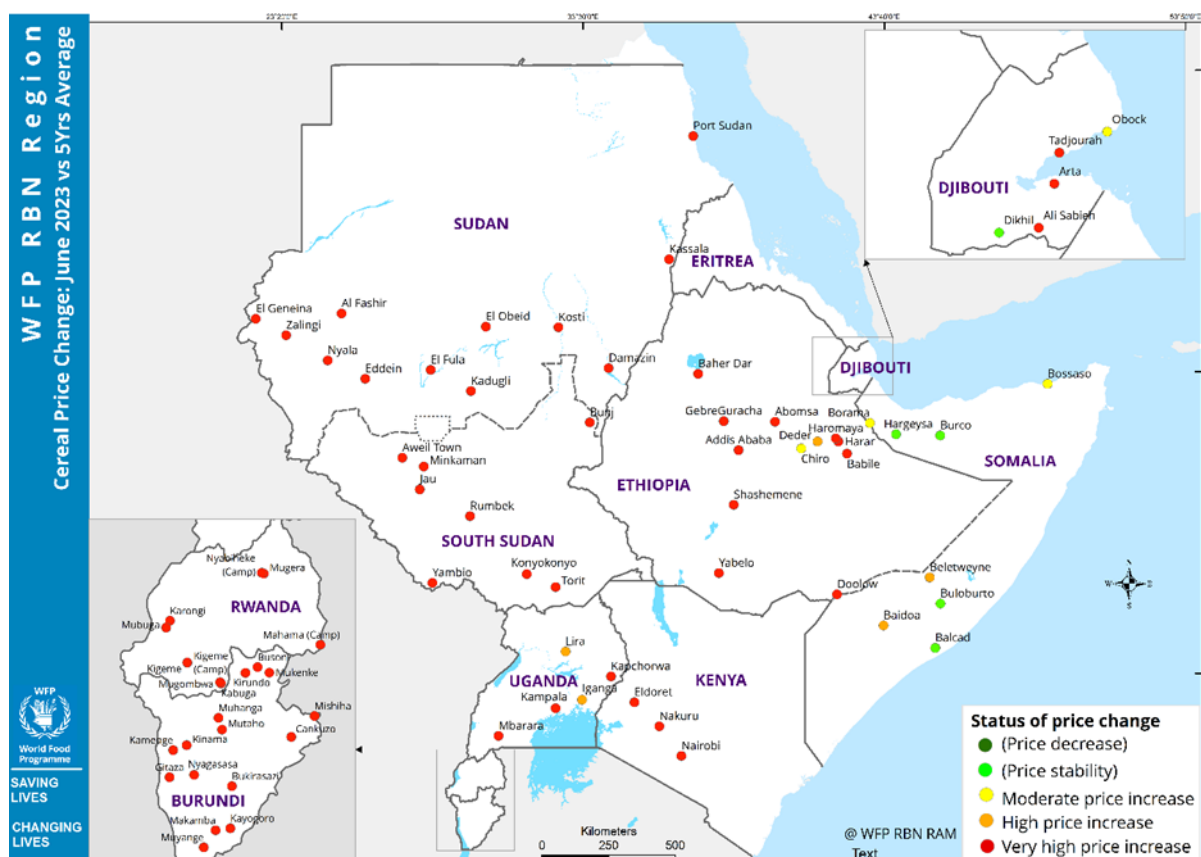 WFP RBN Region
Cereal Price Change: June 2023 vs 5Yrs Average
WFP
World Food
Programme
SAVING
LIVES
CHANGING
LIVES
Port Sudan
SUDAN
Kassala
ERITREA
El Geneina
Al Fashir
Zalingi
El Obeid
Kosti
Nyala
Eddein
El Fula
Kadugli
Damazin
Bunj
Baher Dar
DJIBOUTI
Bossaso
GebreGuracha
Abomsa
Borama
Hargeysa
Burco
Addis Ababa
Deder
Haromaya
Harar
Chiro
Babile
SOMALIA
Aweil Town
Minkaman
Jau
ETHIOPIA
Rumbek
Shashemene
SOUTH SUDAN
Yambio
Konyokonyo
Torit
Yabelo
Doolow
Beletweyne
Buloburto
Baidoa
Balcad
Lira
Kapchorwa
UGANDA
Iganga
Kampala
Mbarara
KENYA
Eldoret
Nakuru
Nairobi
Obock
Tadjourah
Arta
DJIBOUTI
Dikhil
Ali Sabieh
(Camp)
Mugera
RWANDA
Karongi
Mubuga
Mahama (Camp)
Kigeme
(Camp)
Kigeme
Mugombwa
Kabuga
Kirundo
Mukenke
Muhanga
Mutaho
Mishiha
Cankuzo
Kamenge
Kinama
Gitaza
Nyagasasa
Bukirasazi
BURUNDI
Makamba
Kayogoro
Muyange
N
E
S
Kilometers
0 250 500
@ WFP RBN RAM
Text
Status of price change
(Price decrease)
(Price stability)
Moderate price increase
High price increase
Very high price increase